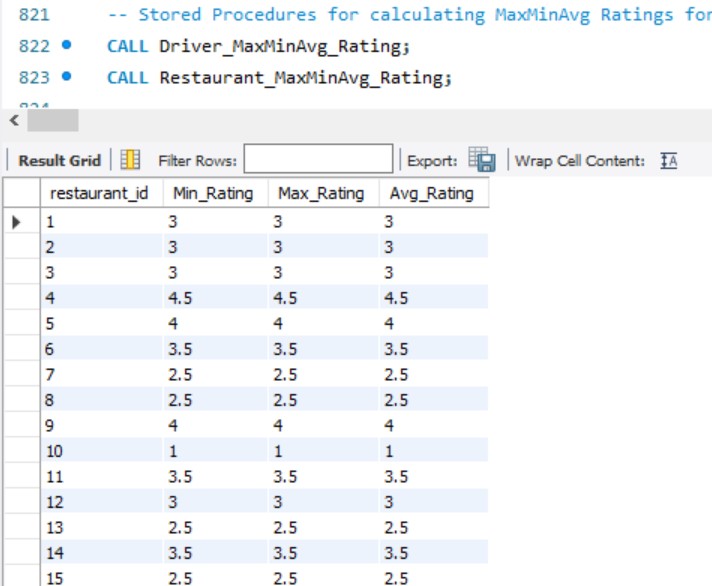 821 -- Stored Procedures for calculating MaxMinAvg Ratings for
822 CALL Driver_MaxMinAvg_Rating;
823 CALL Restaurant_MaxMinAvg_Rating;
824
Result Grid Filter Rows: Export: Wrap Cell Content:
restaurant_id Min_Rating Max_Rating Avg_Rating
1 3 3 3
2 3 3 3
3 3 3 3
4 4.5 4.5 4.5
5 4 4 4
6 3.5 3.5 3.5
7 2.5 2.5 2.5
8 2.5 2.5 2.5
9 4 4 4
10 1 1 1
11 3.5 3.5 3.5
12 3 3 3
13 2.5 2.5 2.5
14 3.5 3.5 3.5
15 2.5 2.5 2.5